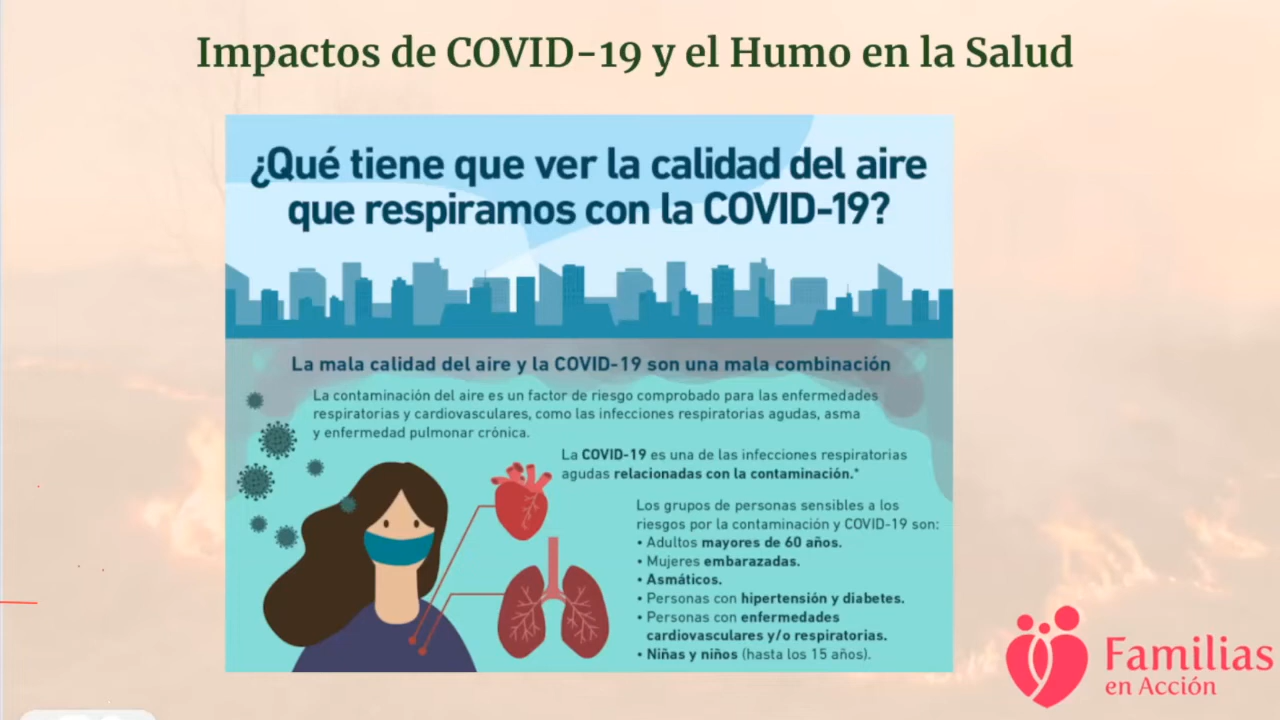 Impactos de COVID-19 y el Humo en la Salud
¿Qué tiene que ver la calidad del aire
que respiramos con la COVID-19?
La mala calidad del aire y la COVID-19 son una mala combinación
La contaminación del aire es un factor de riesgo comprobado para las enfermedades
respiratorias y cardiovasculares, como las infecciones respiratorias agudas, asma
y enfermedad pulmonar crónica.
La COVID-19 es una de las infecciones respiratorias
agudas relacionadas con la contaminación.*
Los grupos de personas sensibles a los
riesgos por la contaminación y COVID-19 son:
• Adultos mayores de 60 años.
• Mujeres embarazadas.
• Asmáticos.
• Personas con hipertensión y diabetes.
• Personas con enfermedades
cardiovasculares y/o respiratorias.
• Niñas y niños (hasta los 15 años).
Familias
en Acción